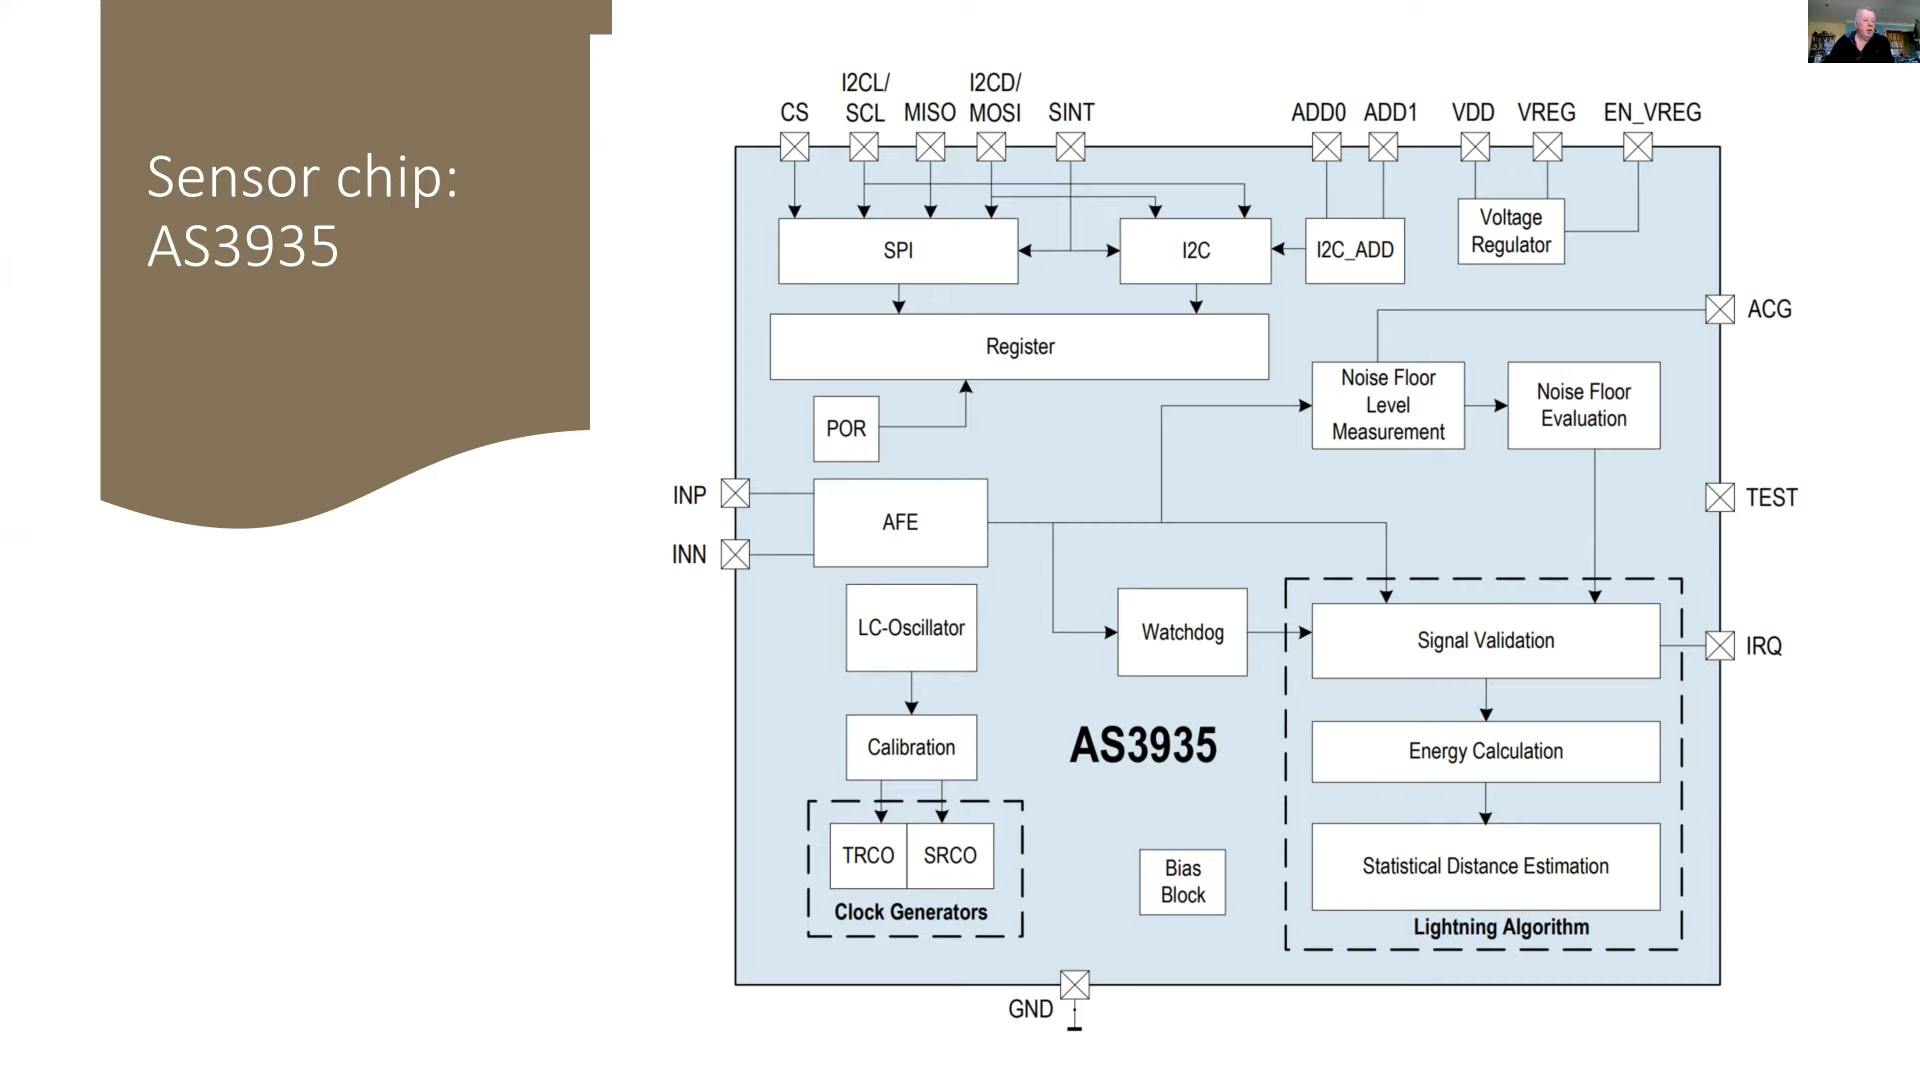 Sensor chip:
AS3935
I2CL/
I2CD/
CS
SCL
MISO
MOSI
SINT
ADD0
ADD1
VDD
VREG
EN_VREG
SPI
I2C
I2C_ADD
Voltage
Regulator
ACG
Register
Noise Floor
Level
Measurement
Noise Floor
Evaluation
POR
INP
INN
AFE
TEST
LC-Oscillator
Watchdog
Signal Validation
IRQ
Calibration
AS3935
Energy Calculation
TRCO
SRCO
Clock Generators
Bias
Block
Statistical Distance Estimation
Lightning Algorithm
GND